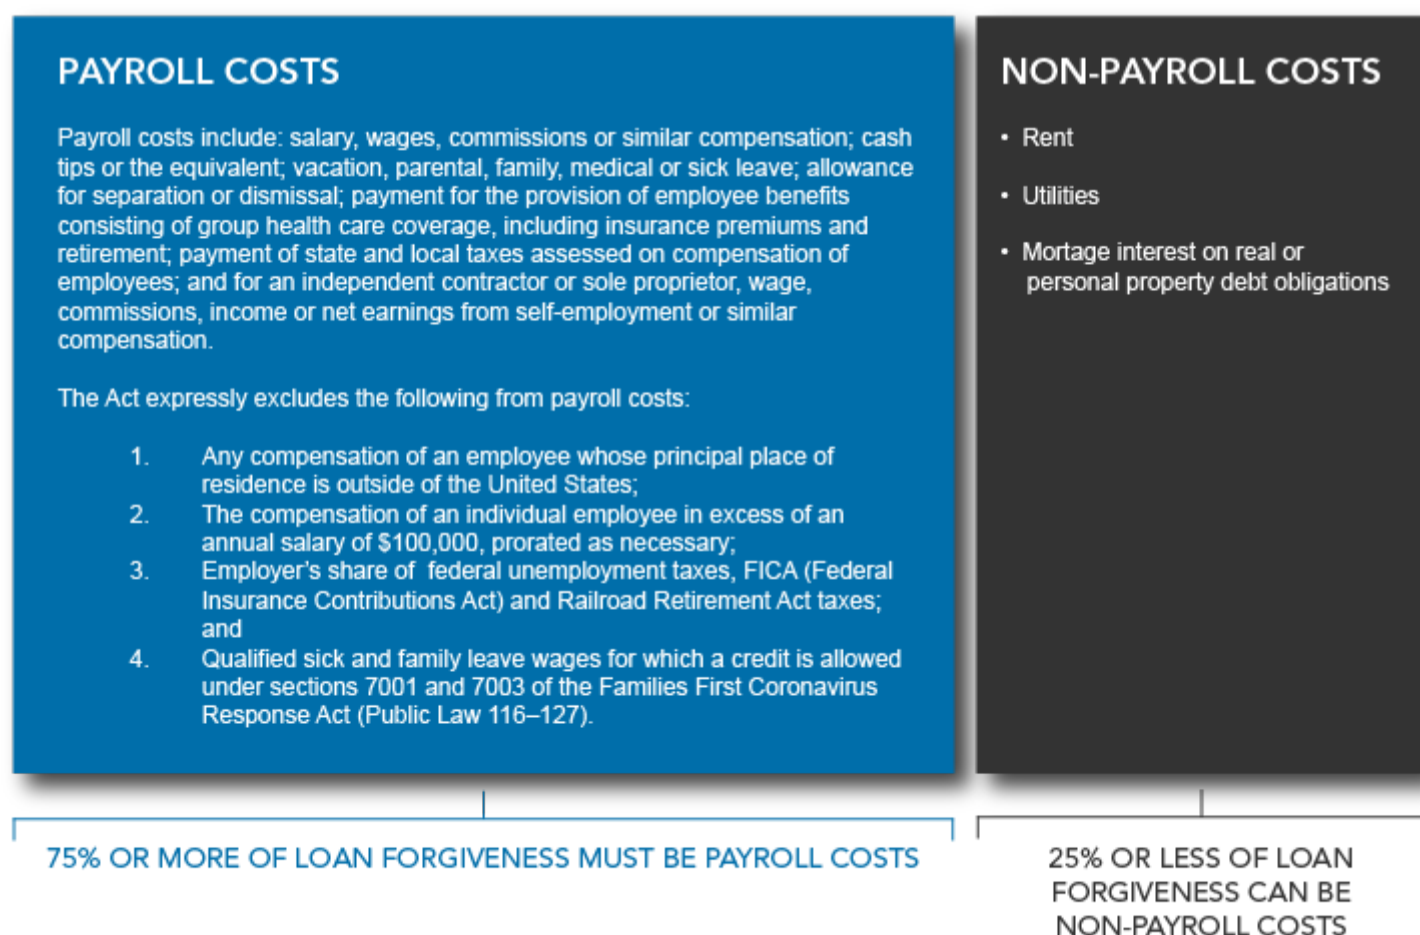 PAYROLL COSTS
Payroll costs include: salary, wages, commissions or similar compensation; cash
tips or the equivalent; vacation, parental, family, medical or sick leave; allowance
for separation or dismissal; payment for the provision of employee benefits
consisting of group health care coverage, including insurance premiums and
retirement; payment of state and local taxes assessed on compensation of
employees; and for an independent contractor or sole proprietor, wage,
commissions, income or net earnings from self-employment or similar
compensation.
The Act expressly excludes the following from payroll costs:
1. Any compensation of an employee whose principal place of
residence is outside of the United States;
2. The compensation of an individual employee in excess of an
annual salary of $100,000, prorated as necessary;
3. Employer’s share of federal unemployment taxes, FICA (Federal
Insurance Contributions Act) and Railroad Retirement Act taxes;
and
4. Qualified sick and family leave wages for which a credit is allowed
under sections 7001 and 7003 of the Families First Coronavirus
Response Act (Public Law 116–127).
75% OR MORE OF LOAN FORGIVENESS MUST BE PAYROLL COSTS
NON-PAYROLL COSTS
• Rent
• Utilities
• Mortage interest on real or
personal property debt obligations
25% OR LESS OF LOAN
FORGIVENESS CAN BE
NON-PAYROLL COSTS